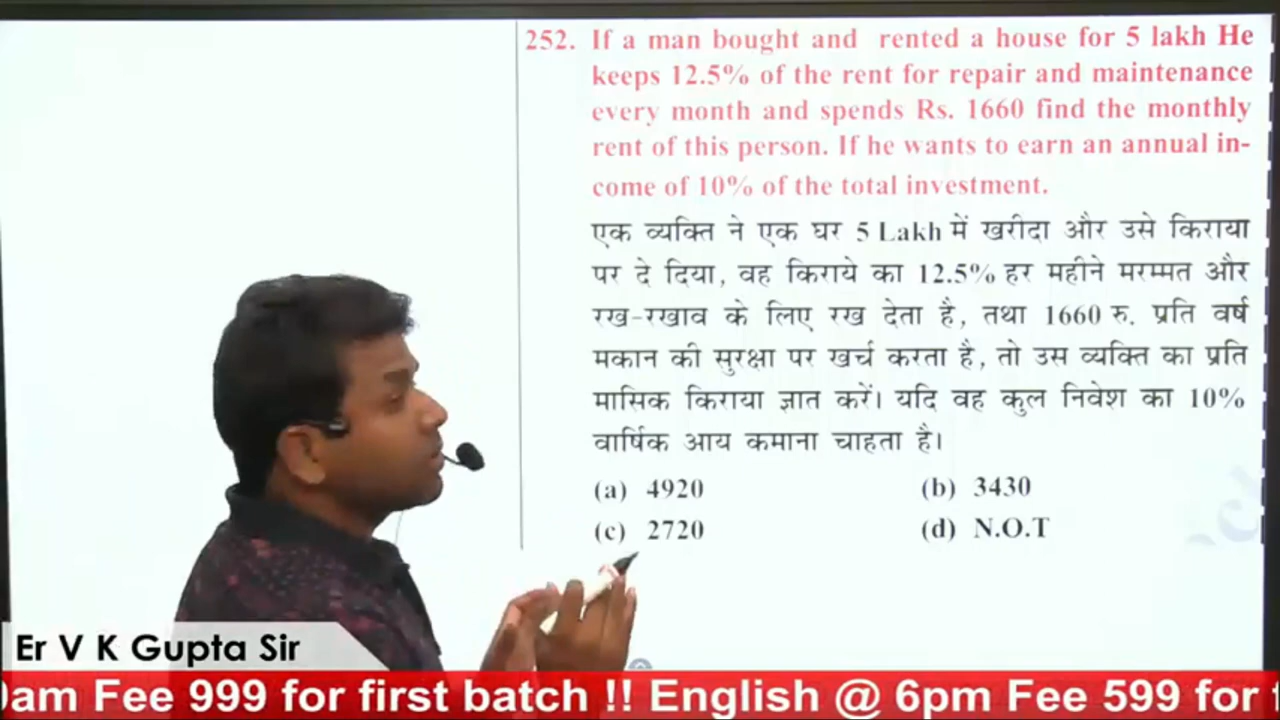 252. If a man bought and rented a house for 5 lakh He
keeps 12.5% of the rent for repair and maintenance
every month and spends Rs. 1660 find the monthly
rent of this person. If he wants to earn an annual in-
come of 10% of the total investment.
एक व्यक्ति ने एक घर 5 Lakh में खरीदा और उसे किराया
पर दे दिया, वह किराये का 12.5% हर महीने मरम्मत और
रख-रखाव के लिए रख देता है, तथा 1660 रु. प्रति वर्ष
मकान की सुरक्षा पर खर्च करता है, तो उस व्यक्ति का प्रति
मासिक किराया ज्ञात करें। यदि वह कुल निवेश का 10%
वार्षिक आय कमाना चाहता है।
(a) 4920 (b) 3430
(c) 2720 (d) N.O.T
Er V K Gupta Sir
am Fee 999 for first batch !! English @ 6pm Fee 599 for